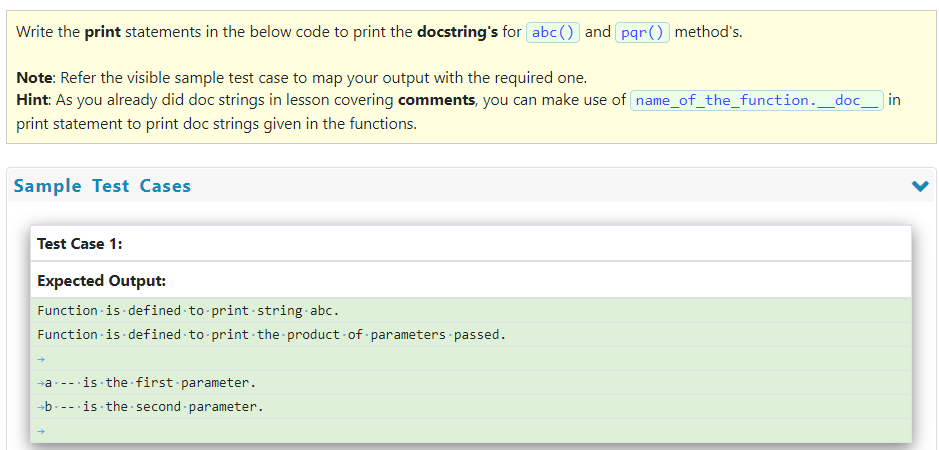 Write the print statements in the below code to print the docstring's for abc() and pqr() method's.
Note: Refer the visible sample test case to map your output with the required one.
Hint: As you already did doc strings in lesson covering comments, you can make use of name_of_the_function.__doc__ in
print statement to print doc strings given in the functions.
Sample Test Cases
Test Case 1:
Expected Output:
Function·is·defined·to·print·string·abc.
Function·is·defined·to·print·the·product·of·parameters·passed.
→
→a·--·is·the·first·parameter.
→b·--·is·the·second·parameter.
→